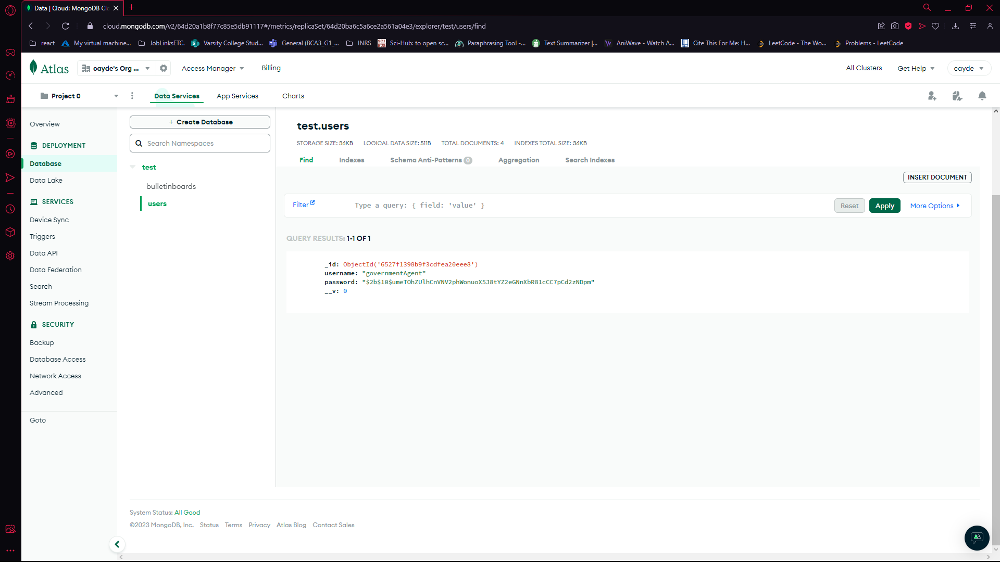 Data | Cloud: MongoDB Cl
cloud.mongodb.com/v2/64d20a1b8f77c85e5db91117#/metrics/replicaSet/64d20ba6c5a6ce2a561a04e3/explorer/test/users/find
react My virtual machine... JobLinksETC. Varsity College Stud... General (BCA3_G1_... INRS SCI HUB Sci-Hub: to open sc... Paraphrasing Tool -... Text Summarizer |... AniWave - Watch A... Cite This For Me: H... LeetCode - The Wo... Problems - LeetCode
Atlas cayde's Org ... Access Manager Billing All Clusters Get Help cayde
Project 0 Data Services App Services Charts
Overview
DEPLOYMENT
Database
Data Lake
SERVICES
Device Sync
Triggers
Data API
Data Federation
Search
Stream Processing
SECURITY
Backup
Database Access
Network Access
Advanced
Goto
+ Create Database
Search Namespaces
test
bulletinboards
users
test.users
STORAGE SIZE: 36KB LOGICAL DATA SIZE: 511B TOTAL DOCUMENTS: 4 INDEXES TOTAL SIZE: 36KB
Find Indexes Schema Anti-Patterns 0 Aggregation Search Indexes
INSERT DOCUMENT
Filter Type a query: { field: 'value' } Reset Apply More Options
QUERY RESULTS: 1-1 OF 1
_id: ObjectId('6527f1398b9f3cdfea20eee8')
username: "governmentAgent"
password: "$2b$10$umeTOhZUlhCnVNV2phWonuoX5J8tYZ2eGNnXbR81cCC7pCd2zNDpm"
__v: 0
System Status: All Good
©2023 MongoDB, Inc. Status Terms Privacy Atlas Blog Contact Sales